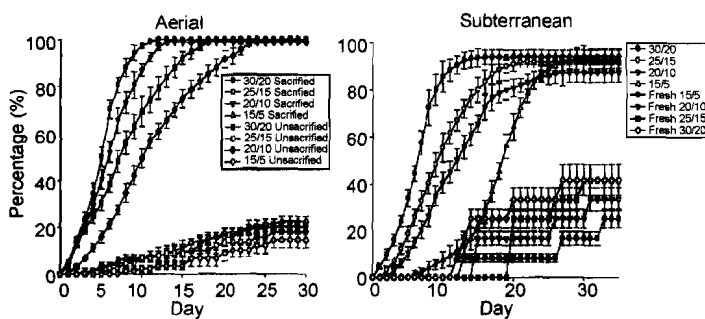 Aerial
Subterranean
Percentage (%)
100
80
60
40
20
0
30/20 Sacrified
25/15 Sacrified
20/10 Sacrified
15/5 Sacrified
30/20 Unsacrified
25/15 Unsacrified
20/10 Unsacrified
15/5 Unsacrified
0 5 10 15 20 25 30
Day
100
80
60
40
20
0
30/20
25/15
20/10
15/5
Fresh 15/5
Fresh 20/10
Fresh 25/15
Fresh 30/20
0 10 20 30
Day